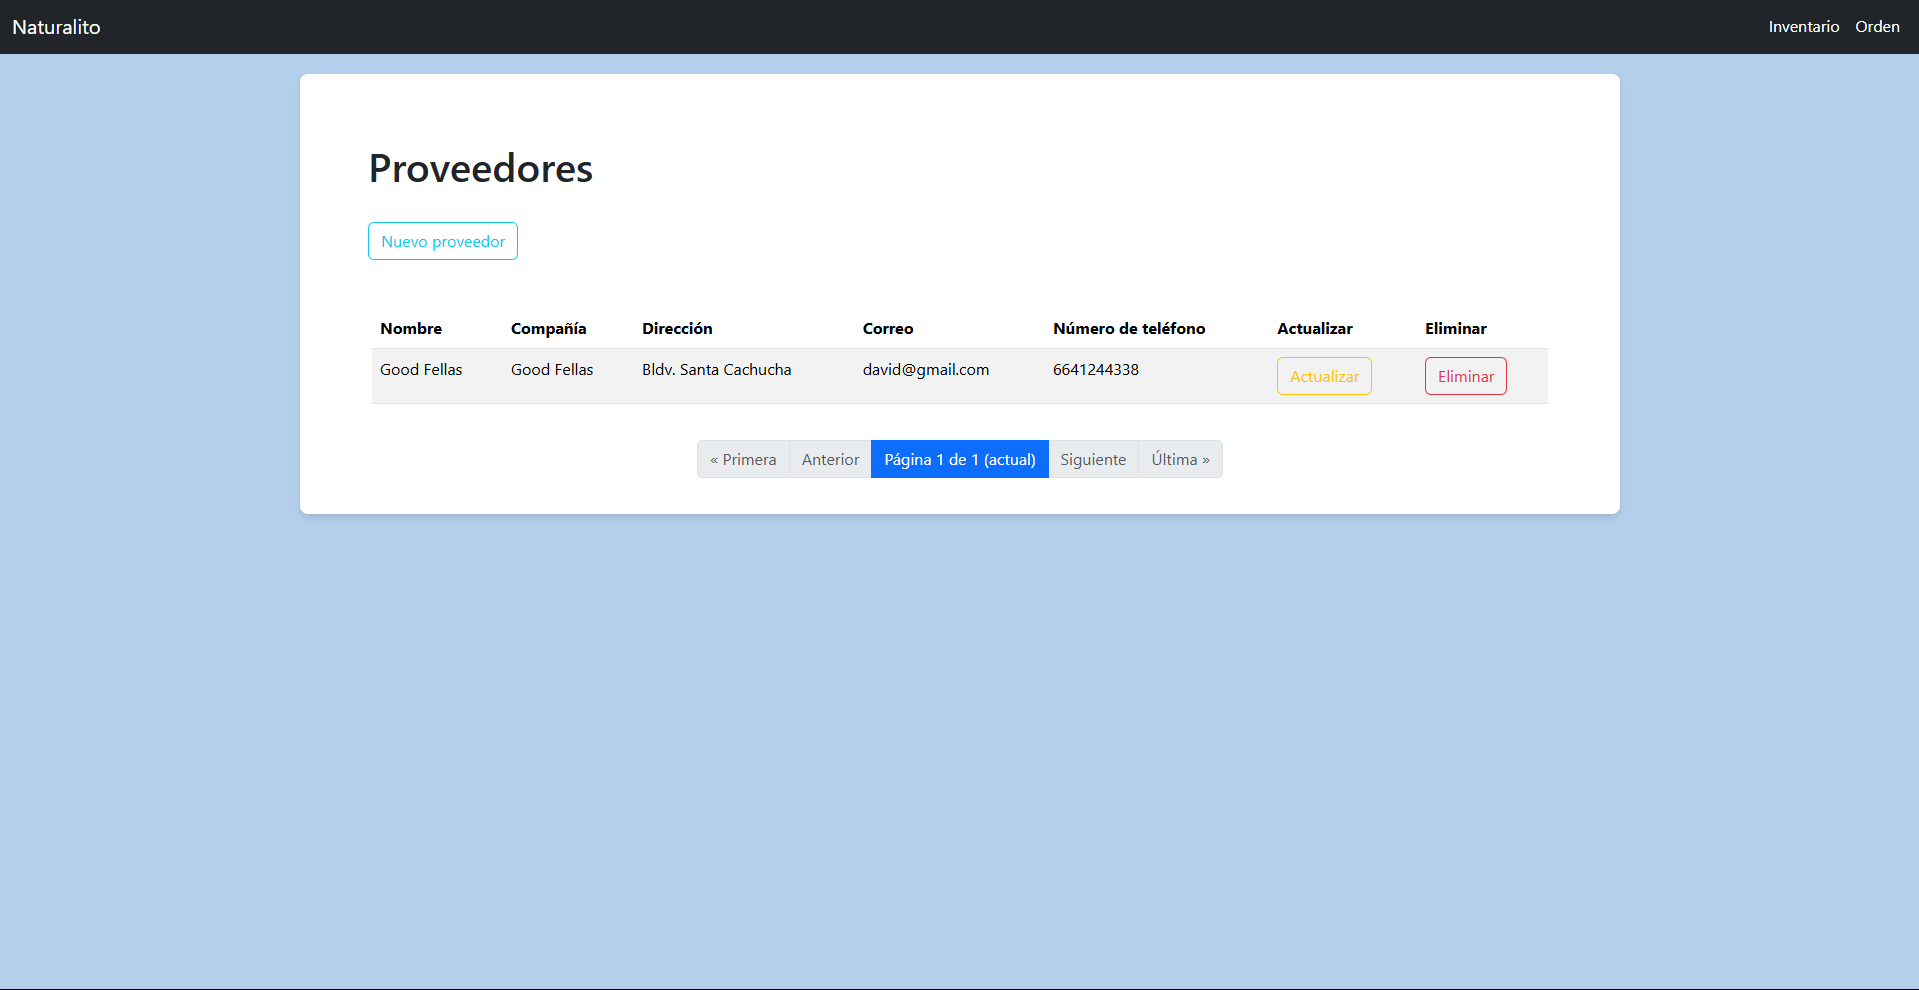 Naturalito Inventario Orden
Proveedores
Nuevo proveedor
Nombre Compañía Dirección Correo Número de teléfono Actualizar Eliminar
Good Fellas Good Fellas Bldv. Santa Cachucha david@gmail.com 6641244338 Actualizar Eliminar
« Primera Anterior Página 1 de 1 (actual) Siguiente Última »